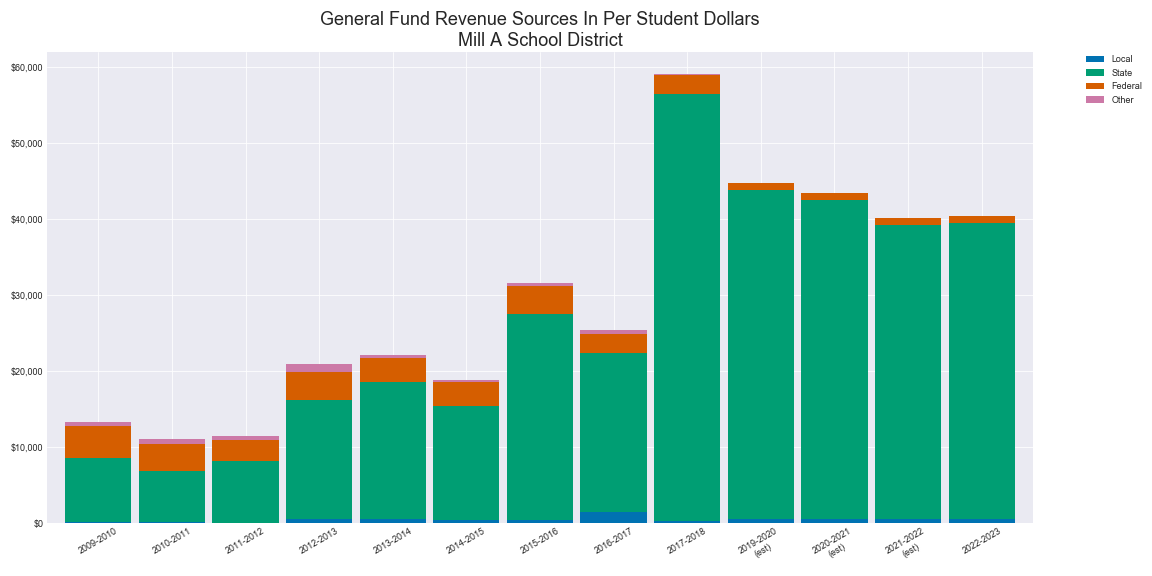 General Fund Revenue Sources In Per Student Dollars
Mill A School District
Local
State
Federal
Other
$60,000
$50,000
$40,000
$30,000
$20,000
$10,000
$0
2009-2010
2010-2011
2011-2012
2012-2013
2013-2014
2014-2015
2015-2016
2016-2017
2017-2018
2019-2020
(est)
2020-2021
(est)
2021-2022
(est)
2022-2023